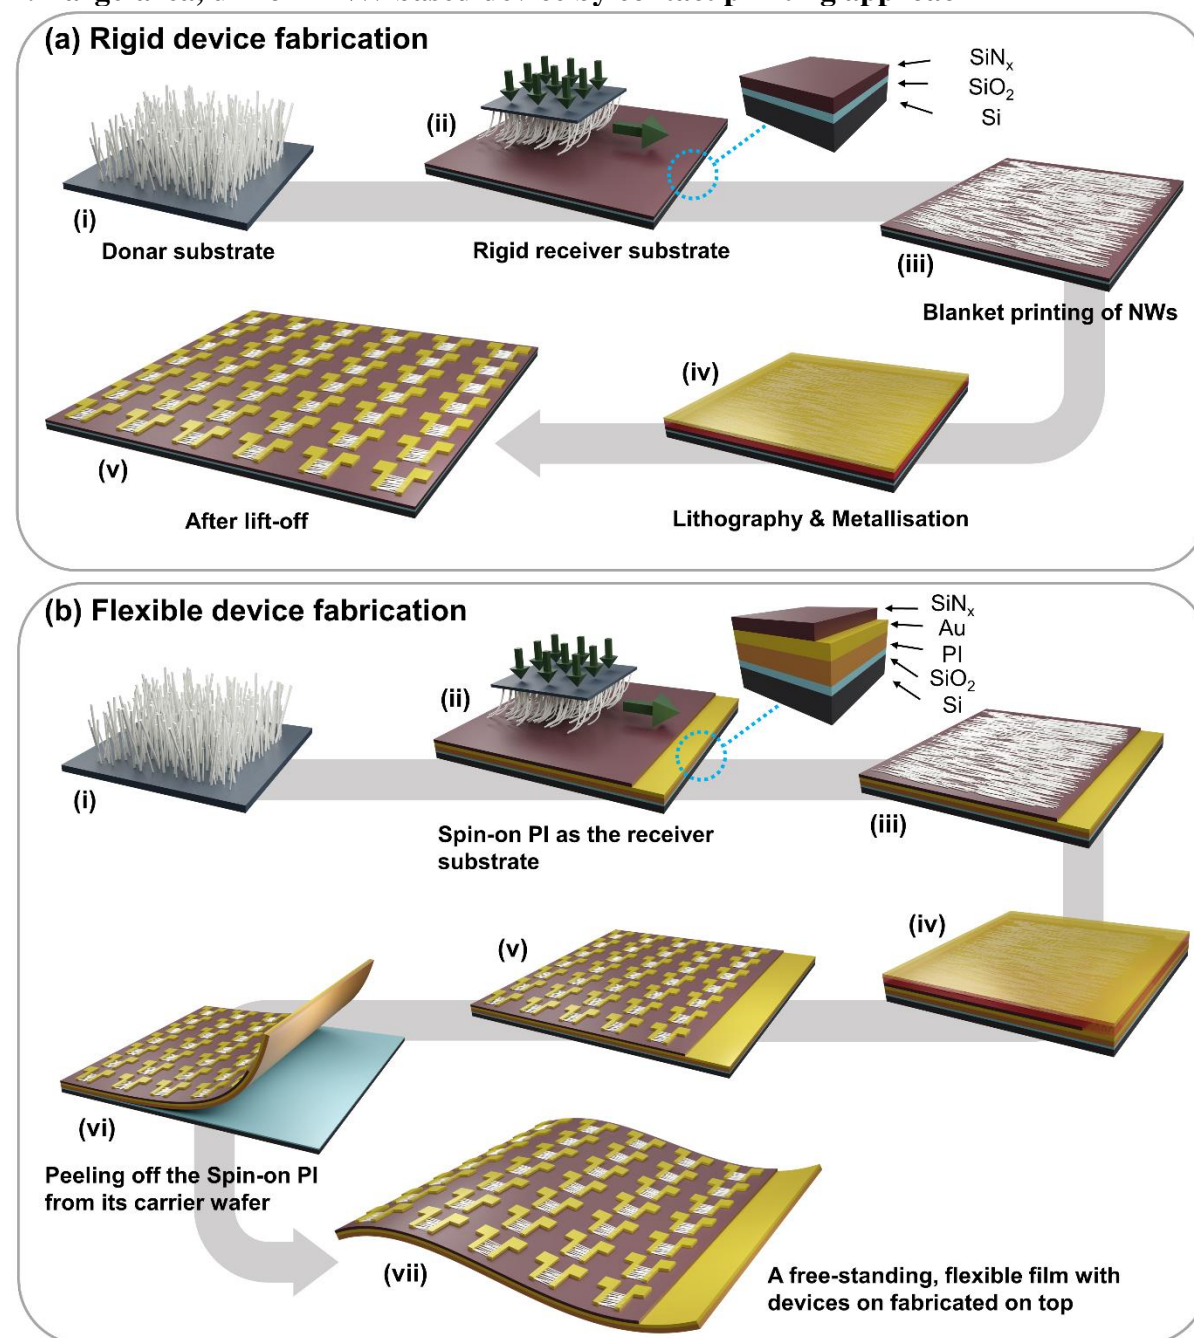 (a) Rigid device fabrication
SiNx
SiO2
Si
(i)
Donar substrate
(ii)
Rigid receiver substrate
(iii)
Blanket printing of NWs
(iv)
Lithography & Metallisation
(v)
After lift-off
(b) Flexible device fabrication
SiNx
Au
PI
SiO2
Si
(i)
(ii)
Spin-on PI as the receiver
substrate
(iii)
(iv)
(v)
(vi)
Peeling off the Spin-on PI
from its carrier wafer
(vii)
A free-standing, flexible film with
devices on fabricated on top